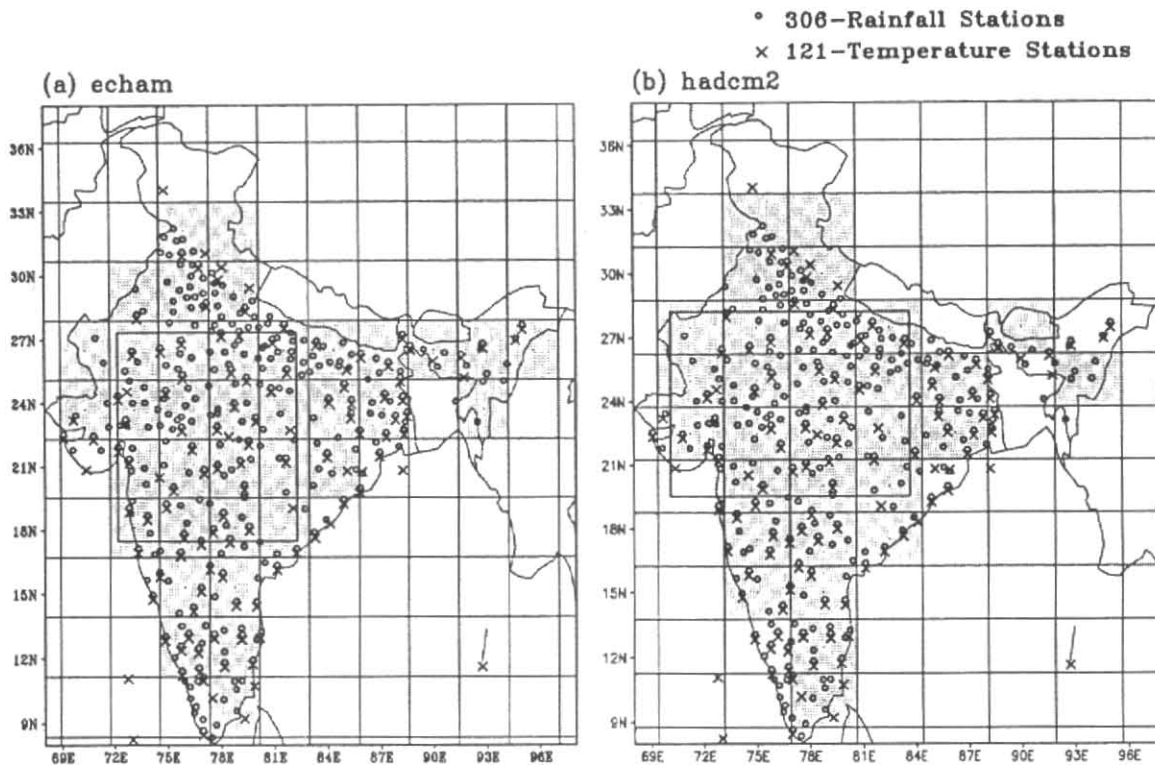 ° 306-Rainfall Stations
× 121-Temperature Stations
(a) echam
(b) hadcm2
36N
33N
30N
27N
24N
21N
18N
15N
12N
9N
69E 72E 75E 78E 81E 84E 87E 90E 93E 96E
36N
33N
30N
27N
24N
21N
18N
15N
12N
9N
69E 72E 75E 78E 81E 84E 87E 90E 93E 96E